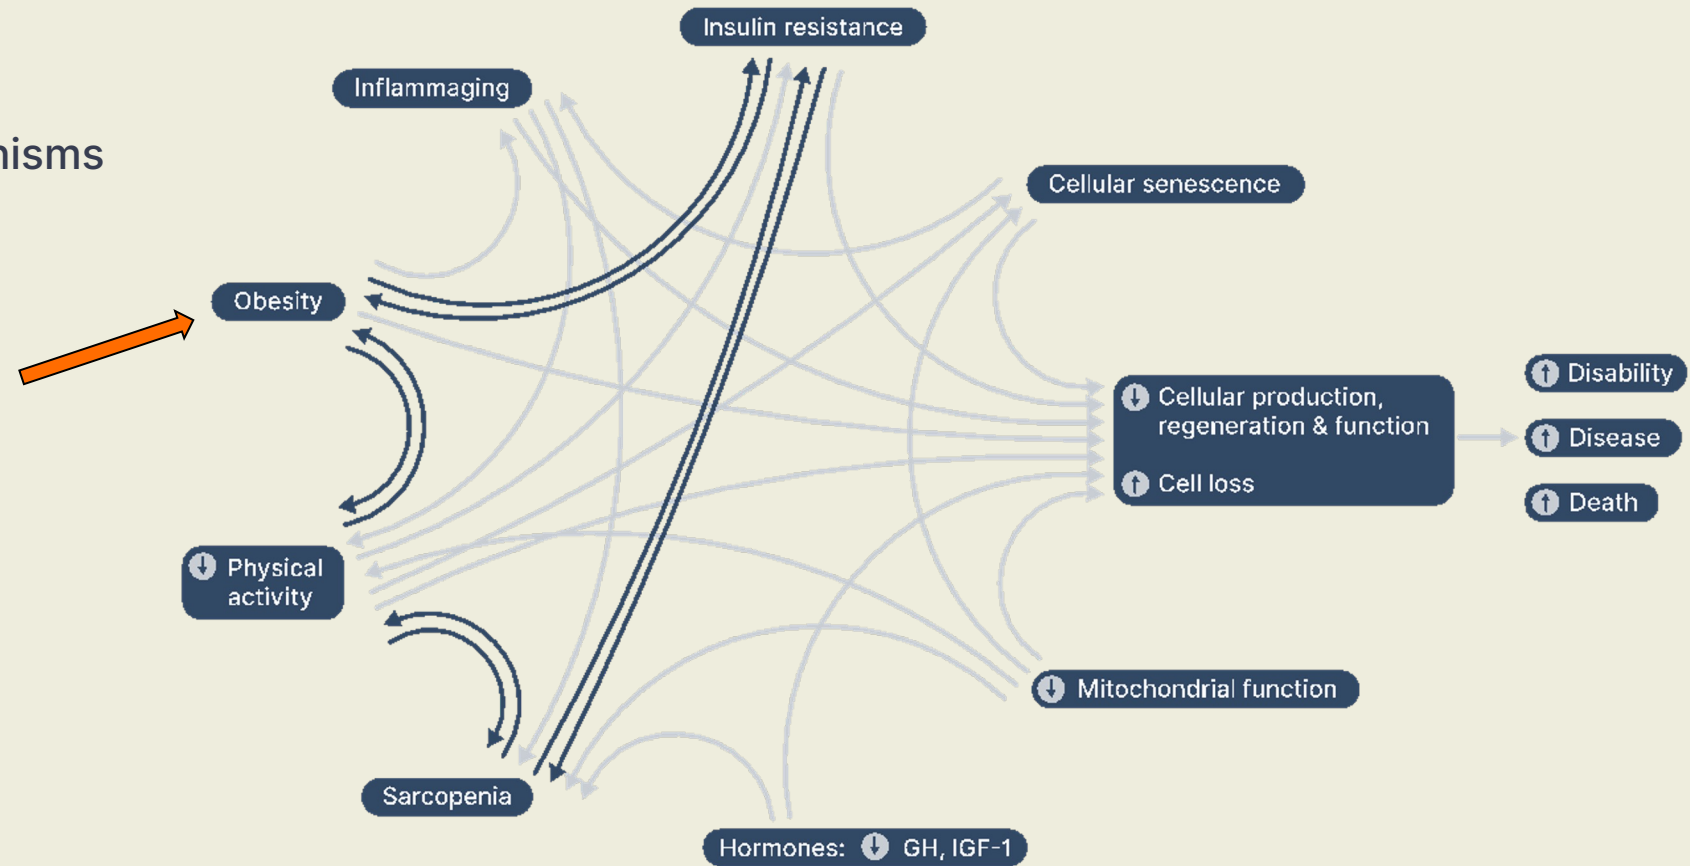 Insulin resistance
Inflammaging
nisms
Cellular senescence
Obesity
Disability
Cellular production,
regeneration & function
Disease
Cell loss
Death
Physical
activity
Mitochondrial function
Sarcopenia
Hormones: ↓ GH, IGF-1